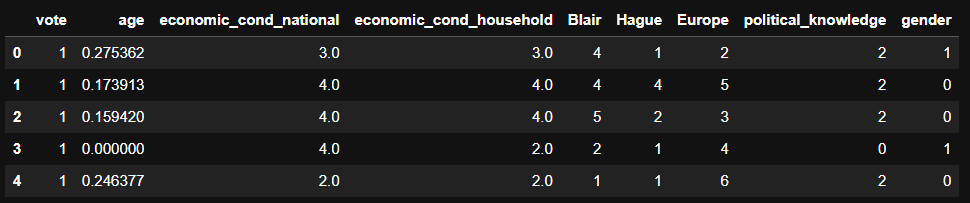 vote age economic_cond_national economic_cond_household Blair Hague Europe political_knowledge gender
0 1 0.275362 3.0 3.0 4 1 2 2 1
1 1 0.173913 4.0 4.0 4 4 5 2 0
2 1 0.159420 4.0 4.0 5 2 3 2 0
3 1 0.000000 4.0 2.0 2 1 4 0 1
4 1 0.246377 2.0 2.0 1 1 6 2 0